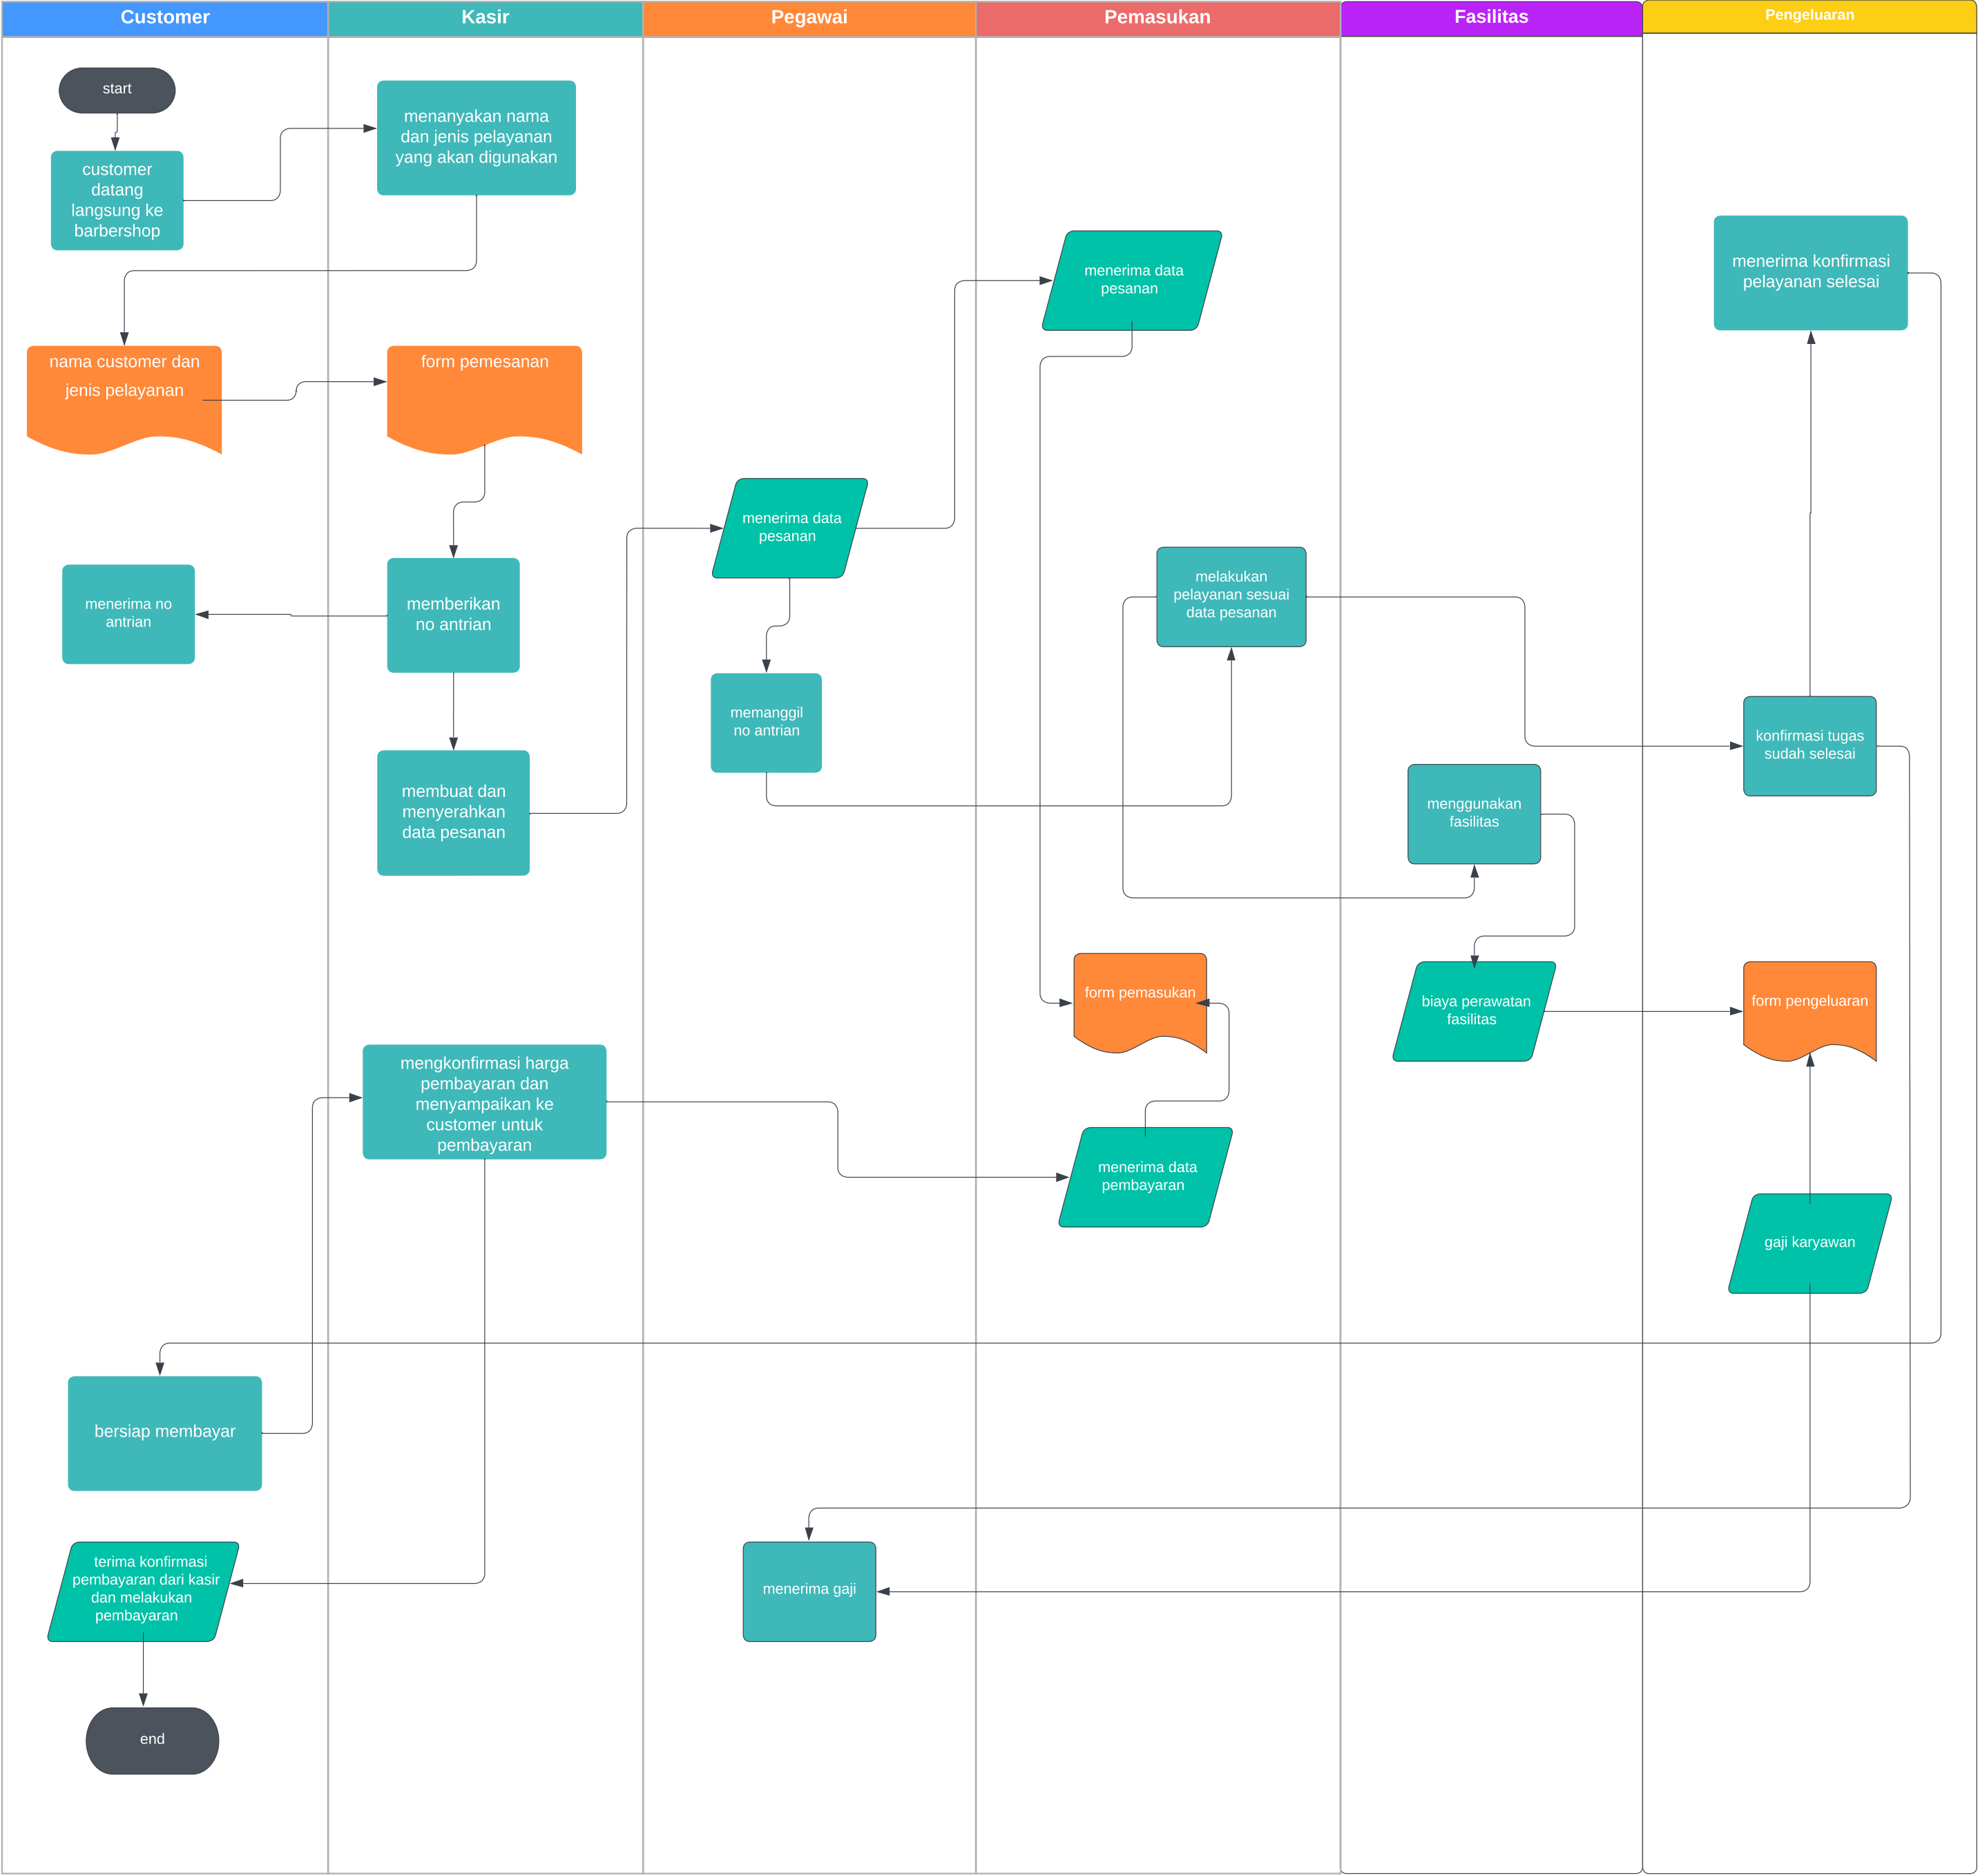 Customer
Kasir
Pegawai
Pemasukan
Fasilitas
Pengeluaran
start
customer
datang
langsung ke
barbershop
menanyakan nama
dan jenis pelayanan
yang akan digunakan
menerima data
pesanan
menerima konfirmasi
pelayanan selesai
nama customer dan
jenis pelayanan
form pemesanan
menerima data
pesanan
menerima no
antrian
memberikan
no antrian
melakukan
pelayanan sesuai
data pesanan
memanggil
no antrian
konfirmasi tugas
sudah selesai
membuat dan
menyerahkan
data pesanan
menggunakan
fasilitas
form pemasukan
biaya perawatan
fasilitas
form pengeluaran
mengkonfirmasi harga
pembayaran dan
menyampaikan ke
customer untuk
pembayaran
menerima data
pembayaran
gaji karyawan
bersiap membayar
terima konfirmasi
pembayaran dari kasir
dan melakukan
pembayaran
menerima gaji
end